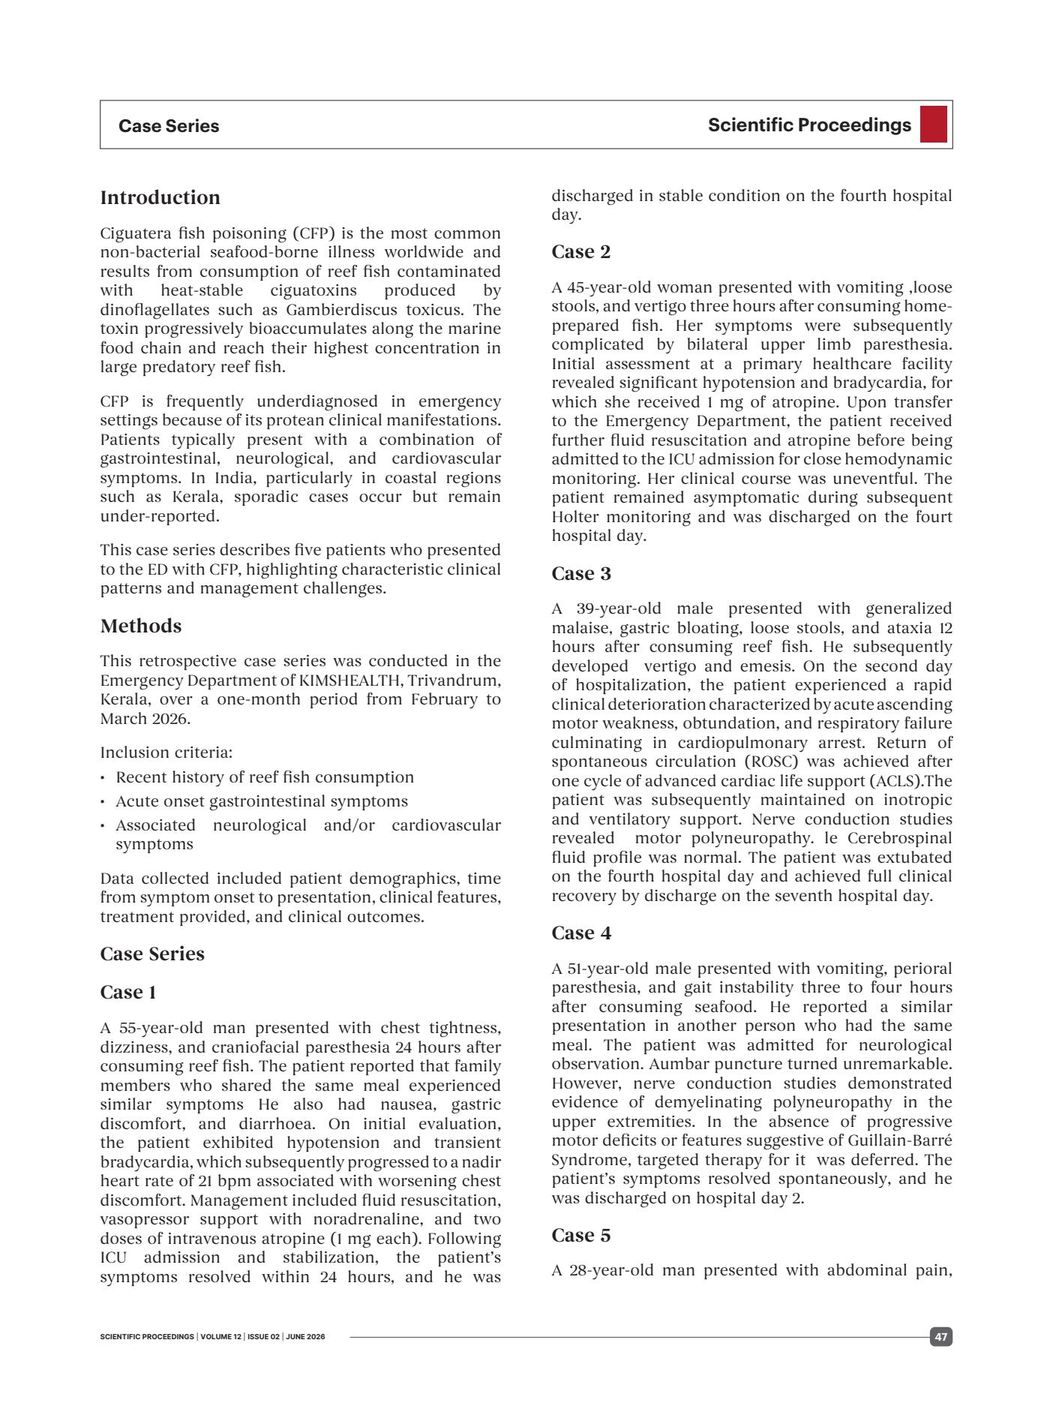 Case Series
Scientific Proceedings
Introduction
Ciguatera fish poisoning (CFP) is the most common
non-bacterial seafood-borne illness worldwide and
results from consumption of reef fish contaminated
with heat-stable ciguatoxins produced by
dinoflagellates such as Gambierdiscus toxicus. The
toxin progressively bioaccumulates along the marine
food chain and reach their highest concentration in
large predatory reef fish.
CFP is frequently underdiagnosed in emergency
settings because of its protean clinical manifestations.
Patients typically present with a combination of
gastrointestinal, neurological, and cardiovascular
symptoms. In India, particularly in coastal regions
such as Kerala, sporadic cases occur but remain
under-reported.
This case series describes five patients who presented
to the ED with CFP, highlighting characteristic clinical
patterns and management challenges.
Methods
This retrospective case series was conducted in the
Emergency Department of KIMSHEALTH, Trivandrum,
Kerala, over a one-month period from February to
March 2026.
Inclusion criteria:
• Recent history of reef fish consumption
• Acute onset gastrointestinal symptoms
• Associated neurological and/or cardiovascular
symptoms
Data collected included patient demographics, time
from symptom onset to presentation, clinical features,
treatment provided, and clinical outcomes.
Case Series
Case 1
A 55-year-old man presented with chest tightness,
dizziness, and craniofacial paresthesia 24 hours after
consuming reef fish. The patient reported that family
members who shared the same meal experienced
similar symptoms He also had nausea, gastric
discomfort, and diarrhoea. On initial evaluation,
the patient exhibited hypotension and transient
bradycardia, which subsequently progressed to a nadir
heart rate of 21 bpm associated with worsening chest
discomfort. Management included fluid resuscitation,
vasopressor support with noradrenaline, and two
doses of intravenous atropine (1 mg each). Following
ICU admission and stabilization, the patient's
symptoms resolved within 24 hours, and he was
discharged in stable condition on the fourth hospital
day.
Case 2
A 45-year-old woman presented with vomiting ,loose
stools, and vertigo three hours after consuming home-
prepared fish. Her symptoms were subsequently
complicated by bilateral upper limb paresthesia.
Initial assessment at a primary healthcare facility
revealed significant hypotension and bradycardia, for
which she received 1 mg of atropine. Upon transfer
to the Emergency Department, the patient received
further fluid resuscitation and atropine before being
admitted to the ICU admission for close hemodynamic
monitoring. Her clinical course was uneventful. The
patient remained asymptomatic during subsequent
Holter monitoring and was discharged on the fourt
hospital day.
Case 3
A 39-year-old male presented with generalized
malaise, gastric bloating, loose stools, and ataxia 12
hours after consuming reef fish. He subsequently
developed vertigo and emesis. On the second day
of hospitalization, the patient experienced a rapid
clinical deterioration characterized by acute ascending
motor weakness, obtundation, and respiratory failure
culminating in cardiopulmonary arrest. Return of
spontaneous circulation (ROSC) was achieved after
one cycle of advanced cardiac life support (ACLS).The
patient was subsequently maintained on inotropic
and ventilatory support. Nerve conduction studies
revealed motor polyneuropathy. le Cerebrospinal
fluid profile was normal. The patient was extubated
on the fourth hospital day and achieved full clinical
recovery by discharge on the seventh hospital day.
Case 4
A 51-year-old male presented with vomiting, perioral
paresthesia, and gait instability three to four hours
after consuming seafood. He reported a similar
presentation in another person who had the same
meal. The patient was admitted for neurological
observation. Aumbar puncture turned unremarkable.
However, nerve conduction studies demonstrated
evidence of demyelinating polyneuropathy in the
upper extremities. In the absence of progressive
motor deficits or features suggestive of Guillain-Barré
Syndrome, targeted therapy for it was deferred. The
patient's symptoms resolved spontaneously, and he
was discharged on hospital day 2.
Case 5
A 28-year-old man presented with abdominal pain,
SCIENTIFIC PROCEEDINGS | VOLUME 12 | ISSUE 02 | JUNE 2026
47